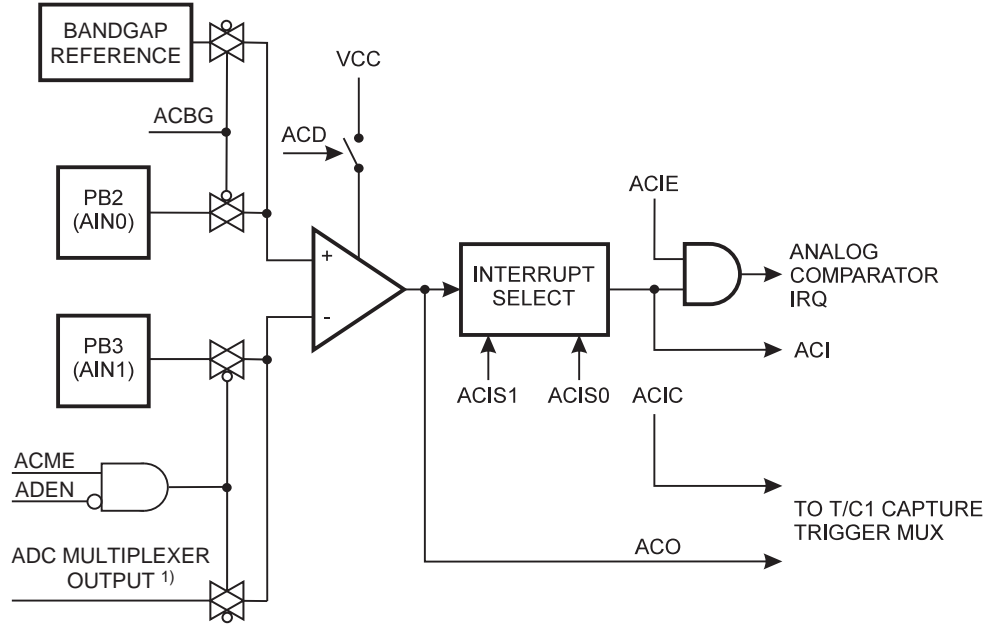 BANDGAP
REFERENCE
VCC
ACBG
ACD
PB2
(AIN0)
ACIE
+
-
INTERRUPT
SELECT
ANALOG
COMPARATOR
IRQ
PB3
(AIN1)
ACI
ACIS1
ACIS0
ACIC
ACME
ADEN
TO T/C1 CAPTURE
TRIGGER MUX
ADC MULTIPLEXER
OUTPUT 1)
ACO